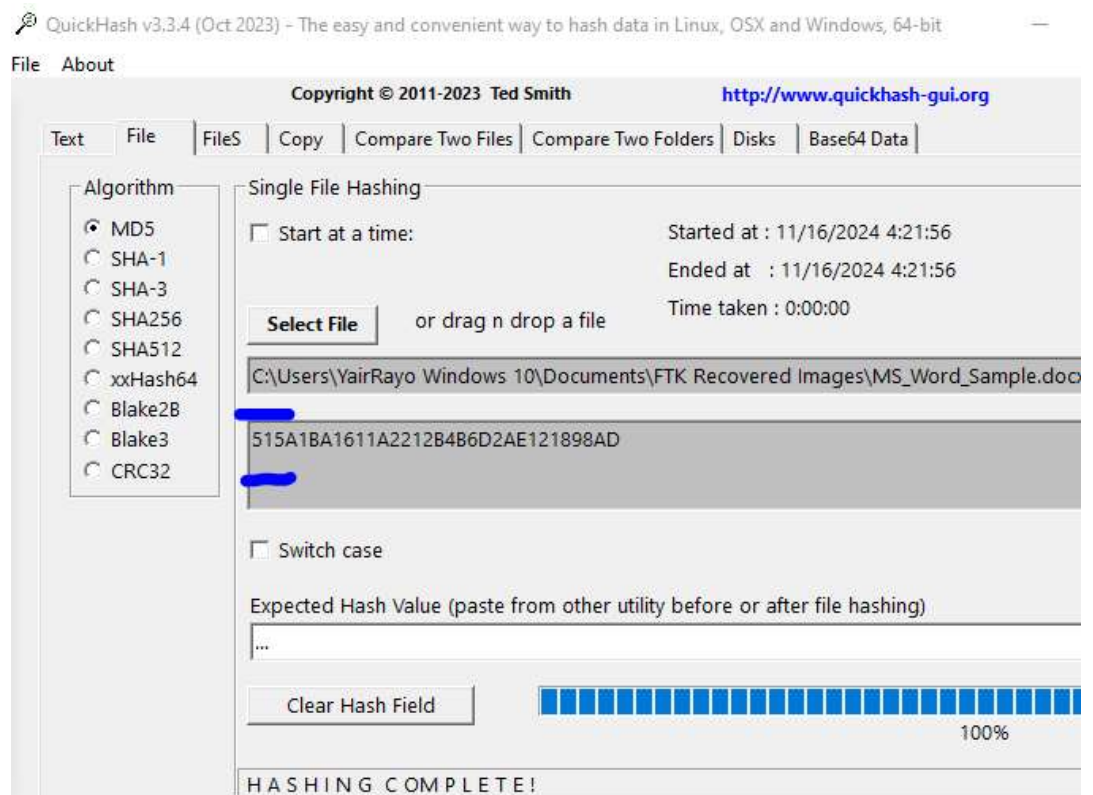 QuickHash v3.3.4 (Oct 2023) - The easy and convenient way to hash data in Linux, OSX and Windows, 64-bit
File About
Copyright © 2011-2023 Ted Smith http://www.quickhash-gui.org
Text File FileS Copy Compare Two Files Compare Two Folders Disks Base64 Data
Algorithm
MD5
SHA-1
SHA-3
SHA256
SHA512
xxHash64
Blake2B
Blake3
CRC32
Single File Hashing
Start at a time:
Started at : 11/16/2024 4:21:56
Ended at : 11/16/2024 4:21:56
Time taken : 0:00:00
Select File or drag n drop a file
C:\Users\YairRayo Windows 10\Documents\FTK Recovered Images\MS_Word_Sample.docx
515A1BA1611A2212B4B6D2AE121898AD
Switch case
Expected Hash Value (paste from other utility before or after file hashing)
...
Clear Hash Field
100%
HASHING COMPLETE!